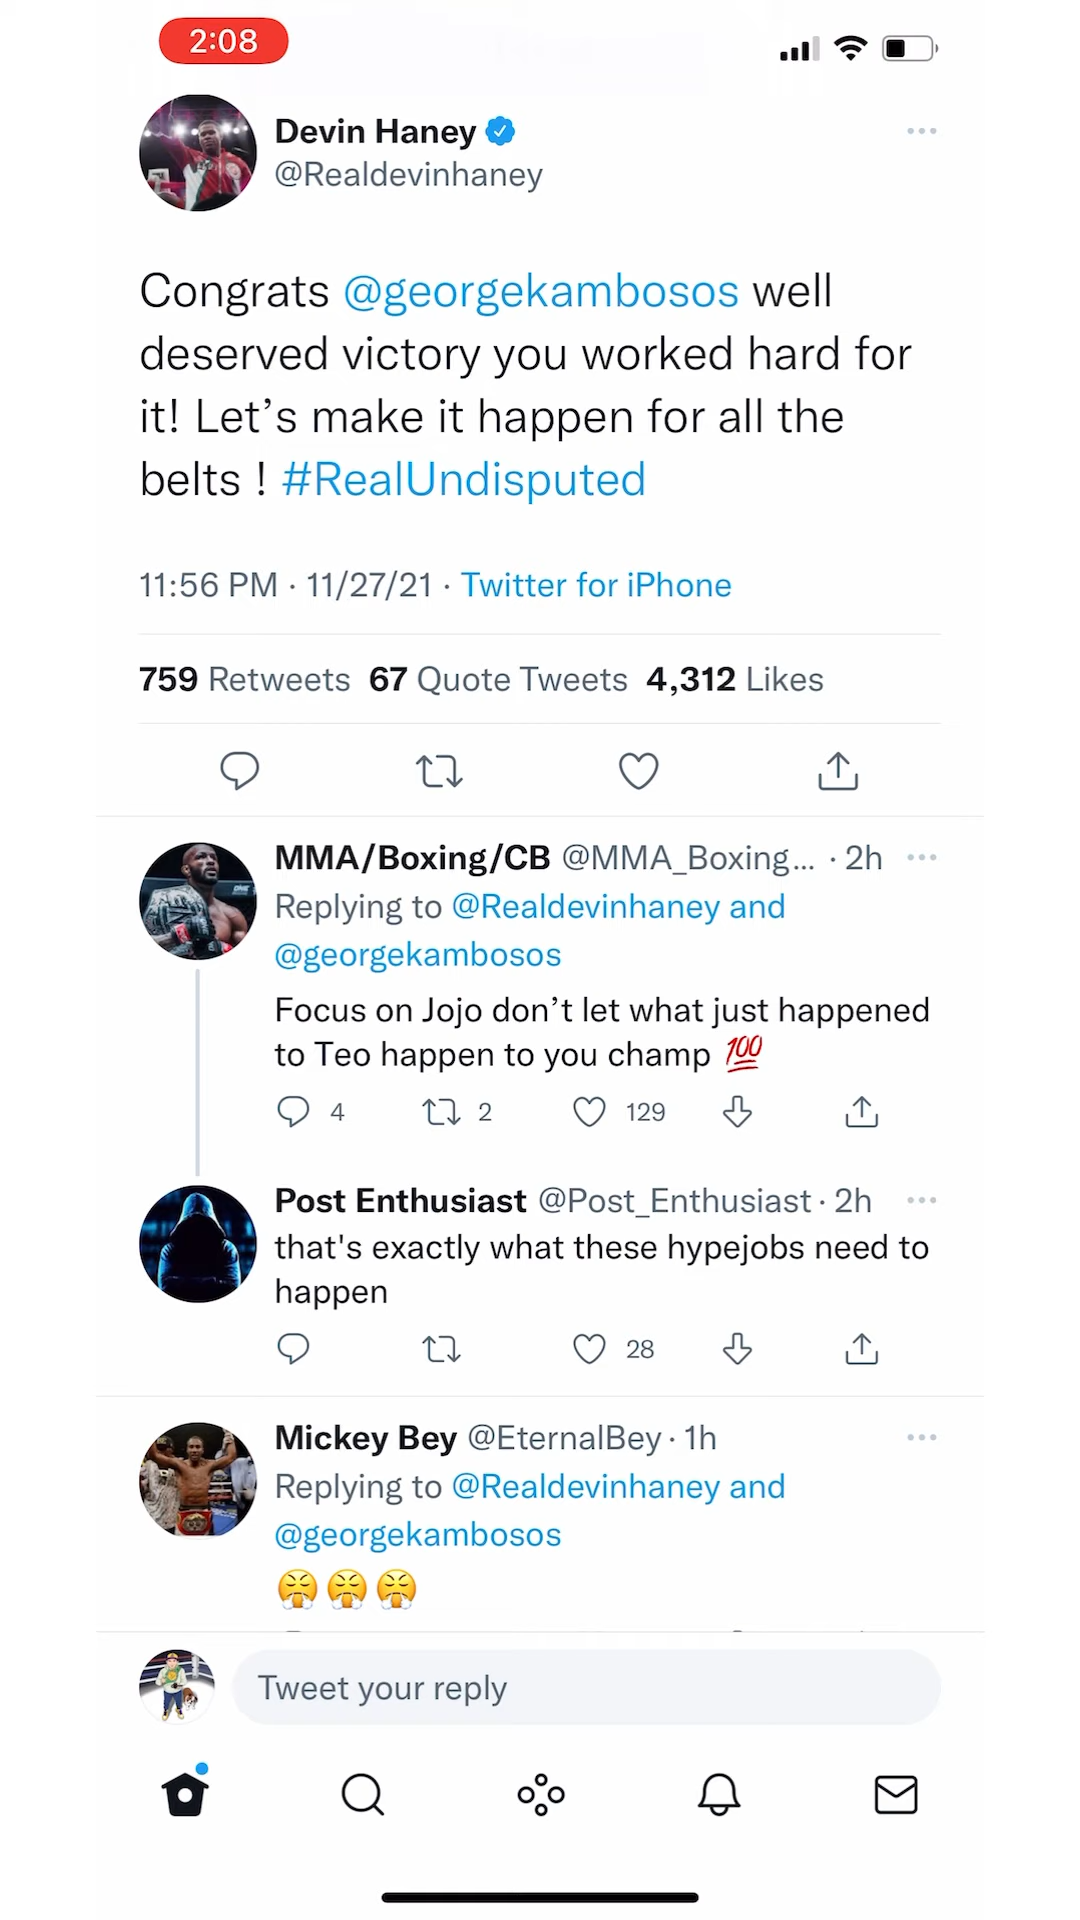 2:08
Devin Haney
@Realdevinhaney
Congrats @georgekambosos well
deserved victory you worked hard for
it! Let’s make it happen for all the
belts ! #RealUndisputed
11:56 PM · 11/27/21 · Twitter for iPhone
759 Retweets 67 Quote Tweets 4,312 Likes
MMA/Boxing/CB @MMA_Boxing... · 2h
Replying to @Realdevinhaney and
@georgekambosos
Focus on Jojo don’t let what just happened
to Teo happen to you champ 💯
4 2 129
Post Enthusiast @Post_Enthusiast · 2h
that's exactly what these hypejobs need to
happen
28
Mickey Bey @EternalBey · 1h
Replying to @Realdevinhaney and
@georgekambosos
😤😤😤
Tweet your reply